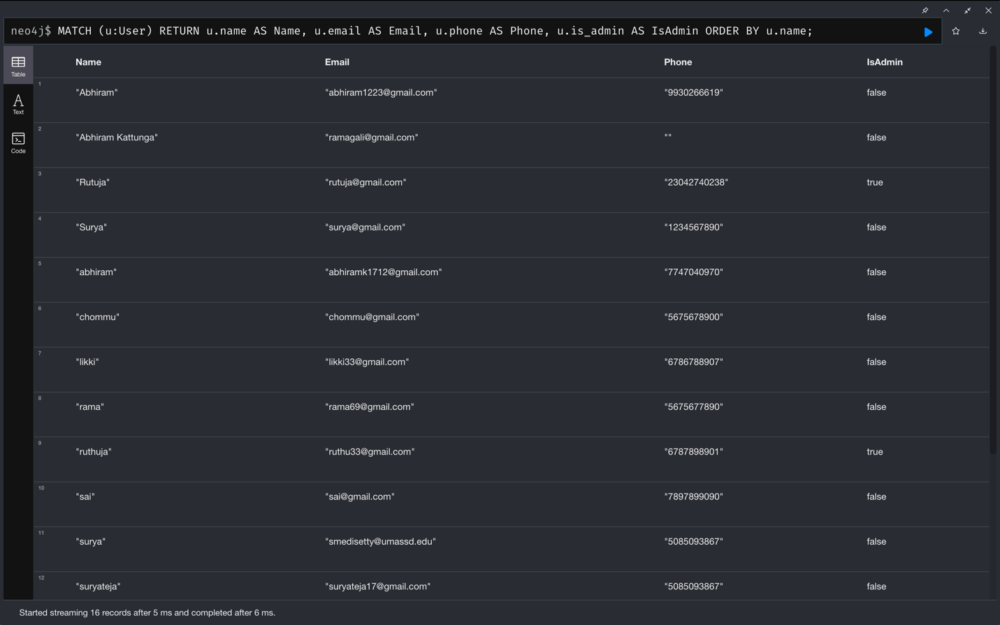 neo4j$ MATCH (u:User) RETURN u.name AS Name, u.email AS Email, u.phone AS Phone, u.is_admin AS IsAdmin ORDER BY u.name;
Table
Text
Code
Name Email Phone IsAdmin
1 "Abhiram" "abhiram1223@gmail.com" "9930266619" false
2 "Abhiram Kattunga" "ramagali@gmail.com" "" false
3 "Rutuja" "rutuja@gmail.com" "23042740238" true
4 "Surya" "surya@gmail.com" "1234567890" false
5 "abhiram" "abhiramk1712@gmail.com" "7747040970" false
6 "chommu" "chommu@gmail.com" "5675678900" false
7 "likki" "likki33@gmail.com" "6786788907" false
8 "rama" "rama69@gmail.com" "5675677890" false
9 "ruthuja" "ruthu33@gmail.com" "6787898901" true
10 "sai" "sai@gmail.com" "7897899090" false
11 "surya" "smedisetty@umassd.edu" "5085093867" false
12 "suryateja" "suryateja17@gmail.com" "5085093867" false
Started streaming 16 records after 5 ms and completed after 6 ms.